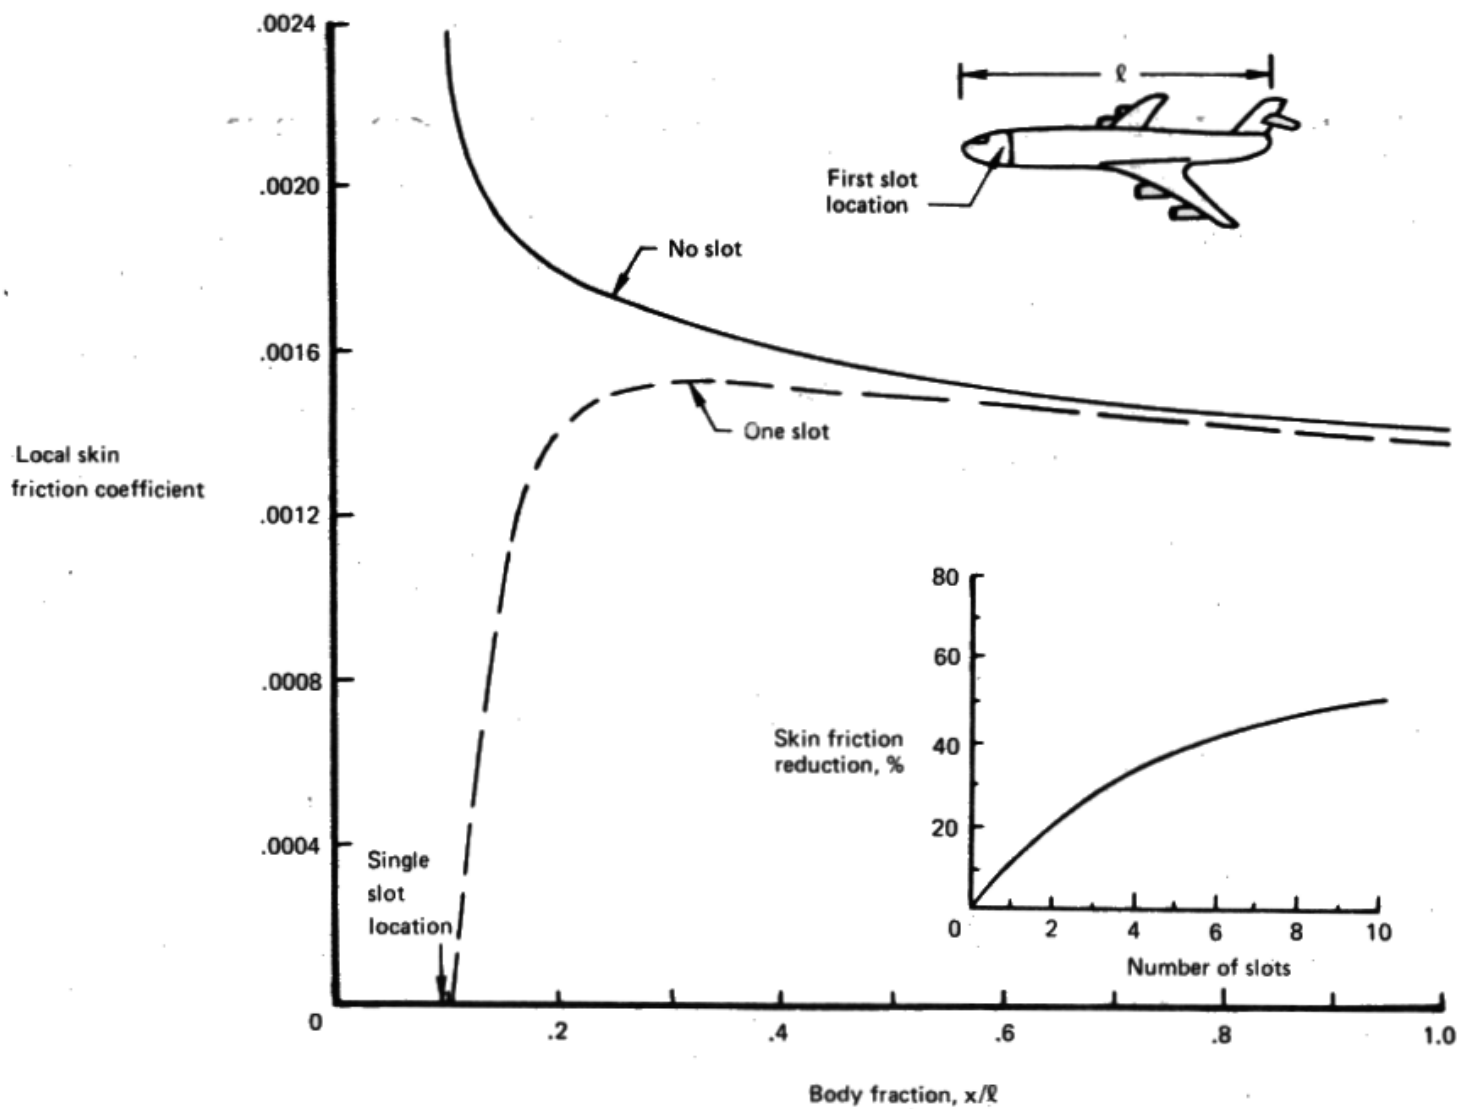 .0024
.0020
.0016
.0012
.0008
.0004
0
Local skin
friction coefficient
ℓ
First slot
location
No slot
One slot
Single
slot
location
.2
.4
.6
.8
1.0
Body fraction, x/ℓ
80
60
40
20
0
Skin friction
reduction, %
2
4
6
8
10
Number of slots